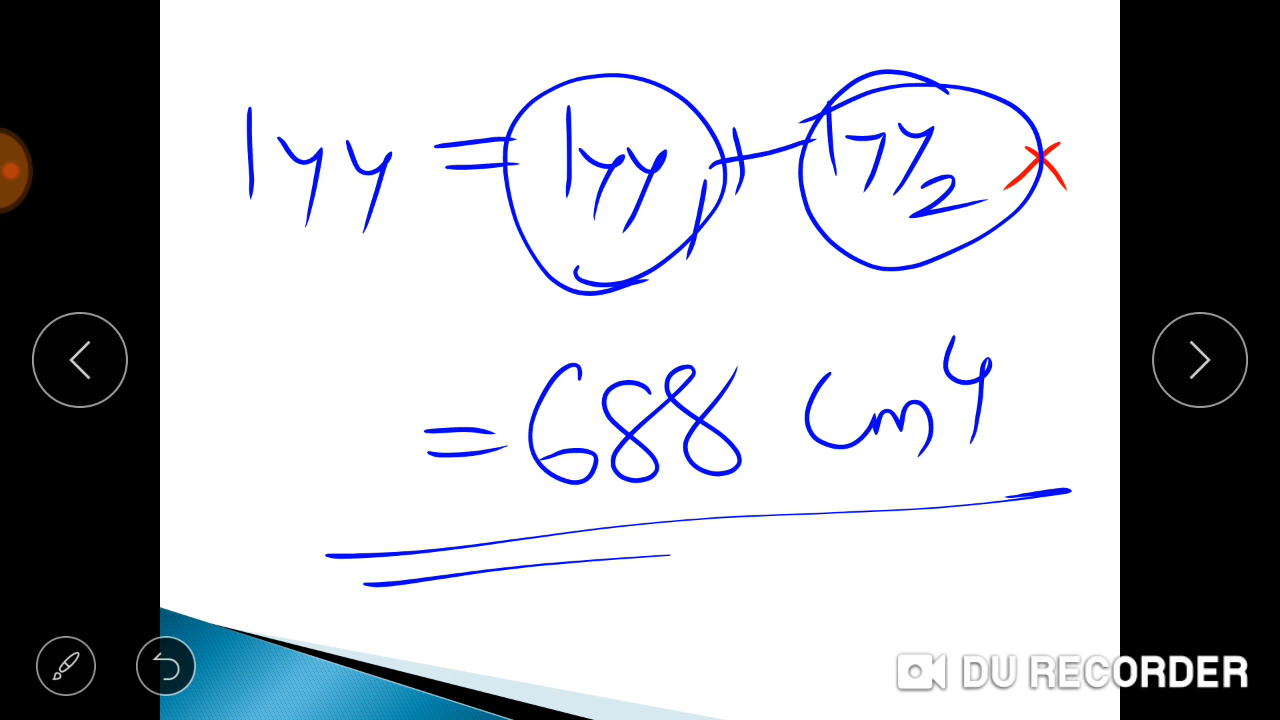 Iyy = Iyy1 + Iyy2
= 688 Cm4
DU RECORDER